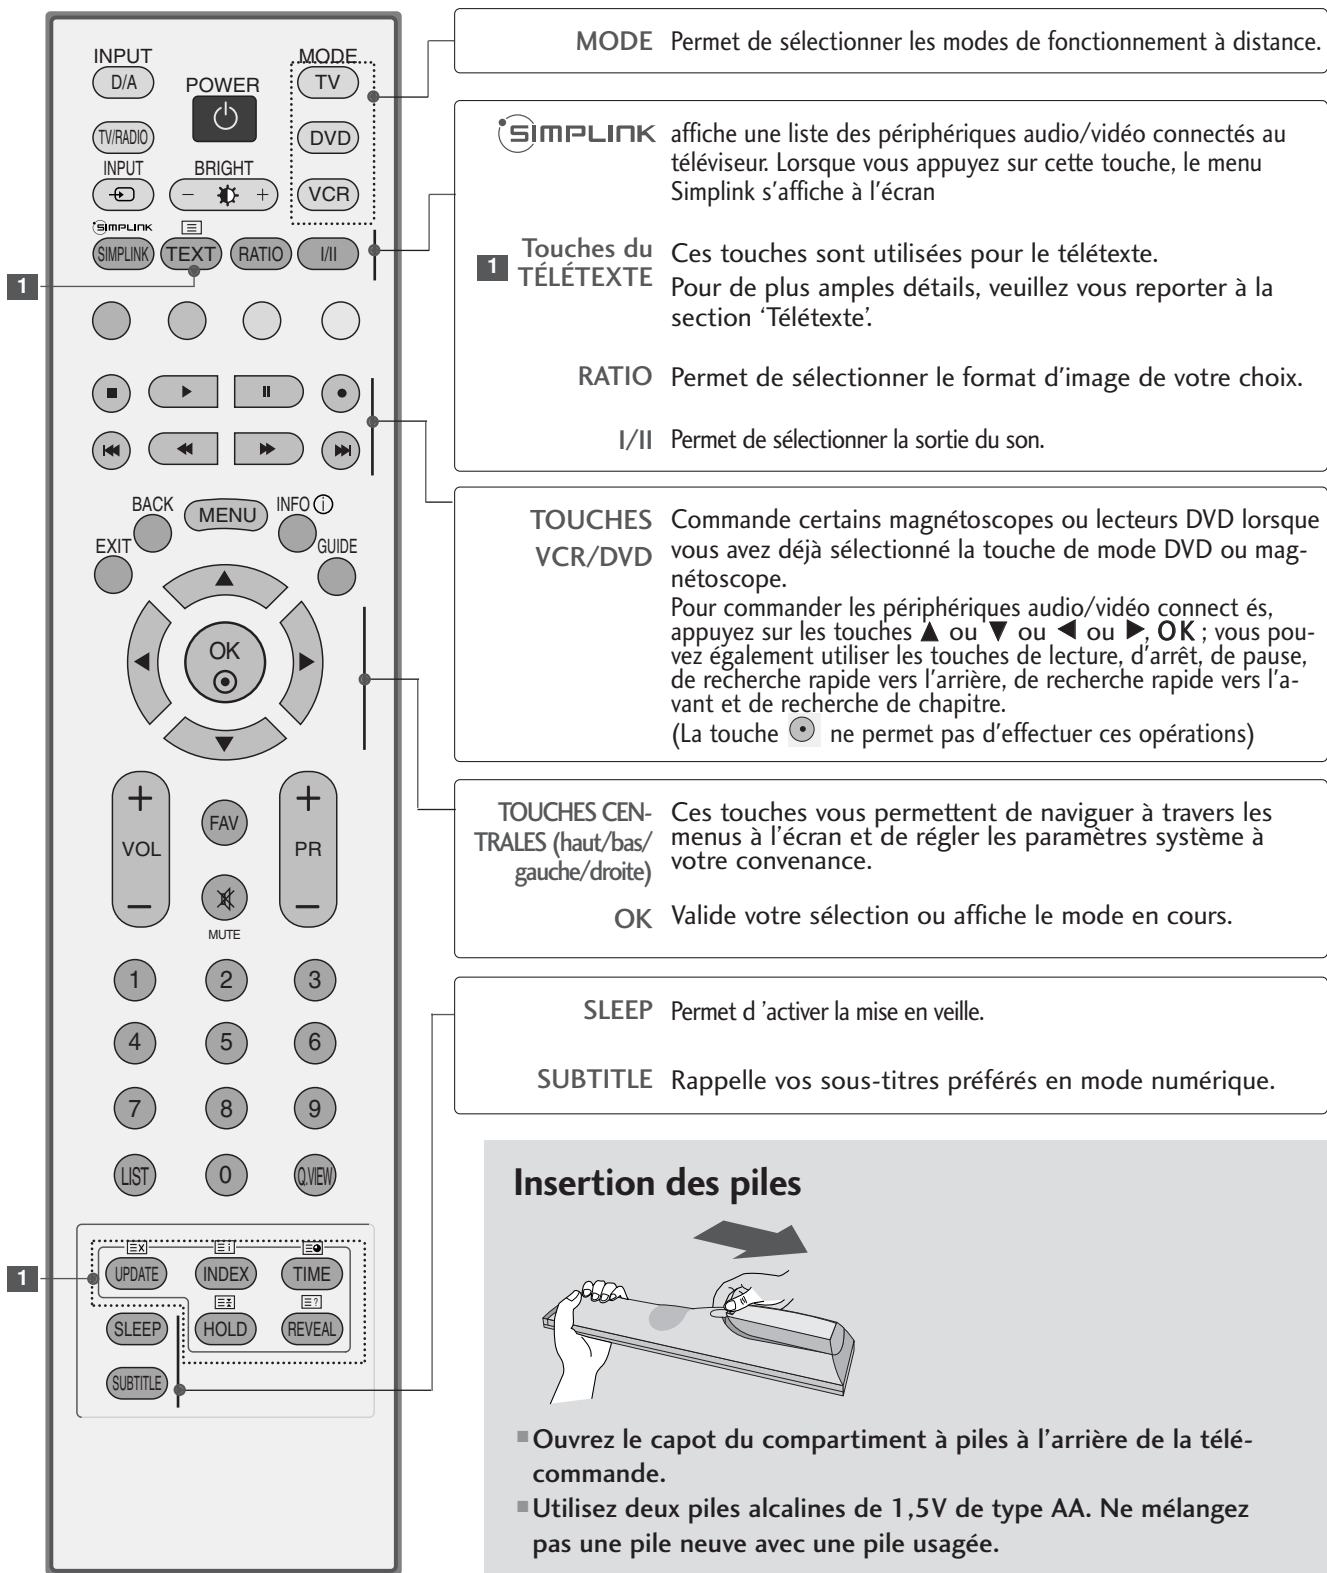 INPUT MODE
D/A POWER TV
TV/RADIO DVD
INPUT BRIGHT
- + VCR
SIMPLINK
SIMPLINK TEXT RATIO I/II
1
BACK MENU INFO i
EXIT GUIDE
OK
+ FAV +
VOL PR
- -
MUTE
1 2 3
4 5 6
7 8 9
LIST 0 Q.VIEW
1
UPDATE INDEX TIME
SLEEP HOLD REVEAL
SUBTITLE
MODE Permet de sélectionner les modes de fonctionnement à distance.
SIMPLINK affiche une liste des périphériques audio/vidéo connectés au
téléviseur. Lorsque vous appuyez sur cette touche, le menu
Simplink s'affiche à l'écran
1 Touches du
TÉLÉTEXTE
Ces touches sont utilisées pour le télétexte.
Pour de plus amples détails, veuillez vous reporter à la
section ‘Télétexte’.
RATIO Permet de sélectionner le format d'image de votre choix.
I/II Permet de sélectionner la sortie du son.
TOUCHES
VCR/DVD
Commande certains magnétoscopes ou lecteurs DVD lorsque
vous avez déjà sélectionné la touche de mode DVD ou mag-
nétoscope.
Pour commander les périphériques audio/vidéo connect és,
appuyez sur les touches ▲ ou ▼ ou ◀ ou ▶, OK ; vous pou-
vez également utiliser les touches de lecture, d'arrêt, de pause,
de recherche rapide vers l'arrière, de recherche rapide vers l'a-
vant et de recherche de chapitre.
(La touche ⊙ ne permet pas d'effectuer ces opérations)
TOUCHES CEN-
TRALES (haut/bas/
gauche/droite)
Ces touches vous permettent de naviguer à travers les
menus à l'écran et de régler les paramètres système à
votre convenance.
OK Valide votre sélection ou affiche le mode en cours.
SLEEP Permet d 'activer la mise en veille.
SUBTITLE Rappelle vos sous-titres préférés en mode numérique.
Insertion des piles
■ Ouvrez le capot du compartiment à piles à l'arrière de la télé-
commande.
■ Utilisez deux piles alcalines de 1,5V de type AA. Ne mélangez
pas une pile neuve avec une pile usagée.